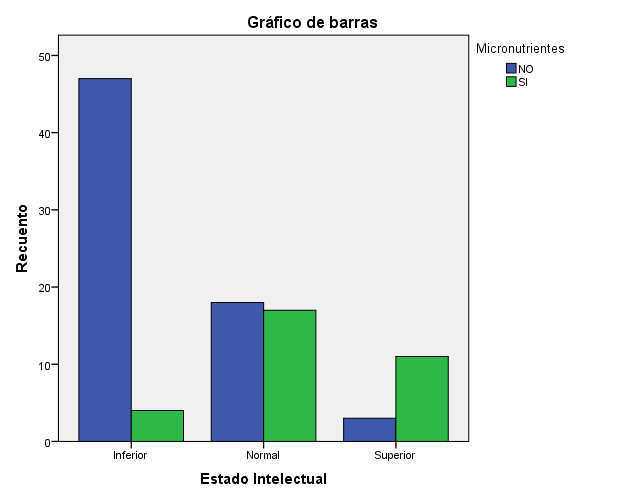 Gráfico de barras
Micronutrientes
NO
SI
50
40
30
20
10
0
Recuento
Inferior
Normal
Superior
Estado Intelectual